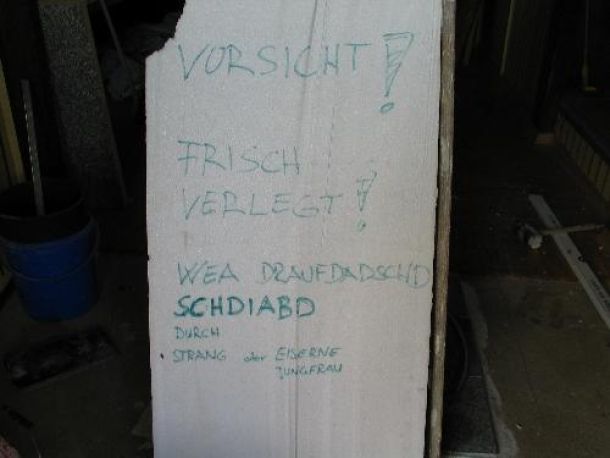 VORSICHT!
FRISCH
VERLEGT!
WEA DRAUFDADSCHD
SCHDIABD
DURCH
STRANG oder EISERNE
JUNGFRAU